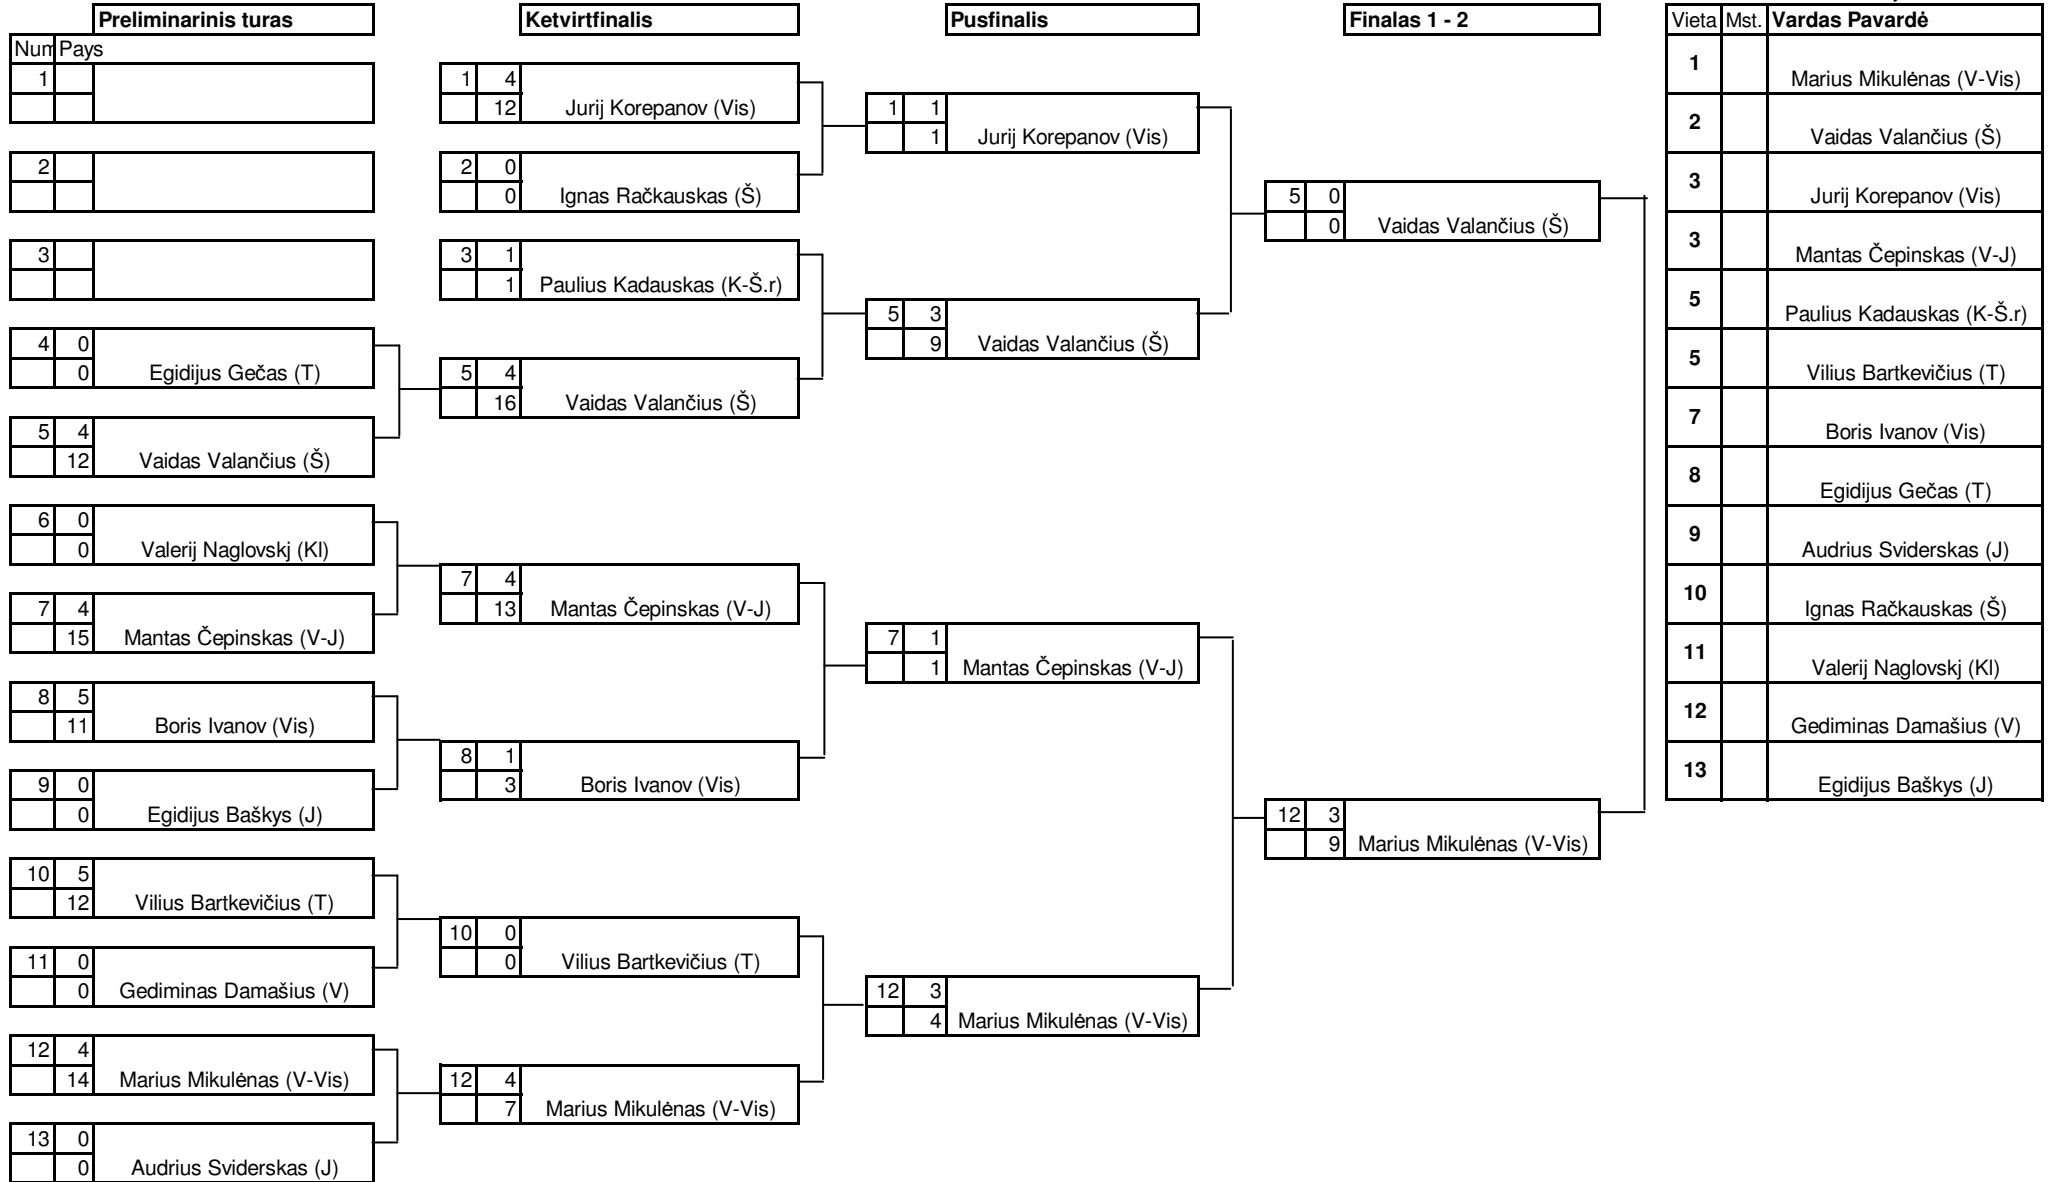 Preliminarinis turas
Ketvirtfinalis
Pusfinalis
Finalas 1 - 2
Vieta Mst. Vardas Pavardė
Num Pays
1
2
3
4 0
0 Egidijus Gečas (T)
5 4
12 Vaidas Valančius (Š)
6 0
0 Valerij Naglovskj (Kl)
7 4
15 Mantas Čepinskas (V-J)
8 5
11 Boris Ivanov (Vis)
9 0
0 Egidijus Baškys (J)
10 5
12 Vilius Bartkevičius (T)
11 0
0 Gediminas Damašius (V)
12 4
14 Marius Mikulėnas (V-Vis)
13 0
0 Audrius Sviderskas (J)
1 4
12 Jurij Korepanov (Vis)
2 0
0 Ignas Račkauskas (Š)
3 1
1 Paulius Kadauskas (K-Š.r)
5 4
16 Vaidas Valančius (Š)
7 4
13 Mantas Čepinskas (V-J)
8 1
3 Boris Ivanov (Vis)
10 0
0 Vilius Bartkevičius (T)
12 4
7 Marius Mikulėnas (V-Vis)
1 1
1 Jurij Korepanov (Vis)
5 3
9 Vaidas Valančius (Š)
7 1
1 Mantas Čepinskas (V-J)
12 3
4 Marius Mikulėnas (V-Vis)
5 0
0 Vaidas Valančius (Š)
12 3
9 Marius Mikulėnas (V-Vis)
1 Marius Mikulėnas (V-Vis)
2 Vaidas Valančius (Š)
3 Jurij Korepanov (Vis)
3 Mantas Čepinskas (V-J)
5 Paulius Kadauskas (K-Š.r)
5 Vilius Bartkevičius (T)
7 Boris Ivanov (Vis)
8 Egidijus Gečas (T)
9 Audrius Sviderskas (J)
10 Ignas Račkauskas (Š)
11 Valerij Naglovskj (Kl)
12 Gediminas Damašius (V)
13 Egidijus Baškys (J)